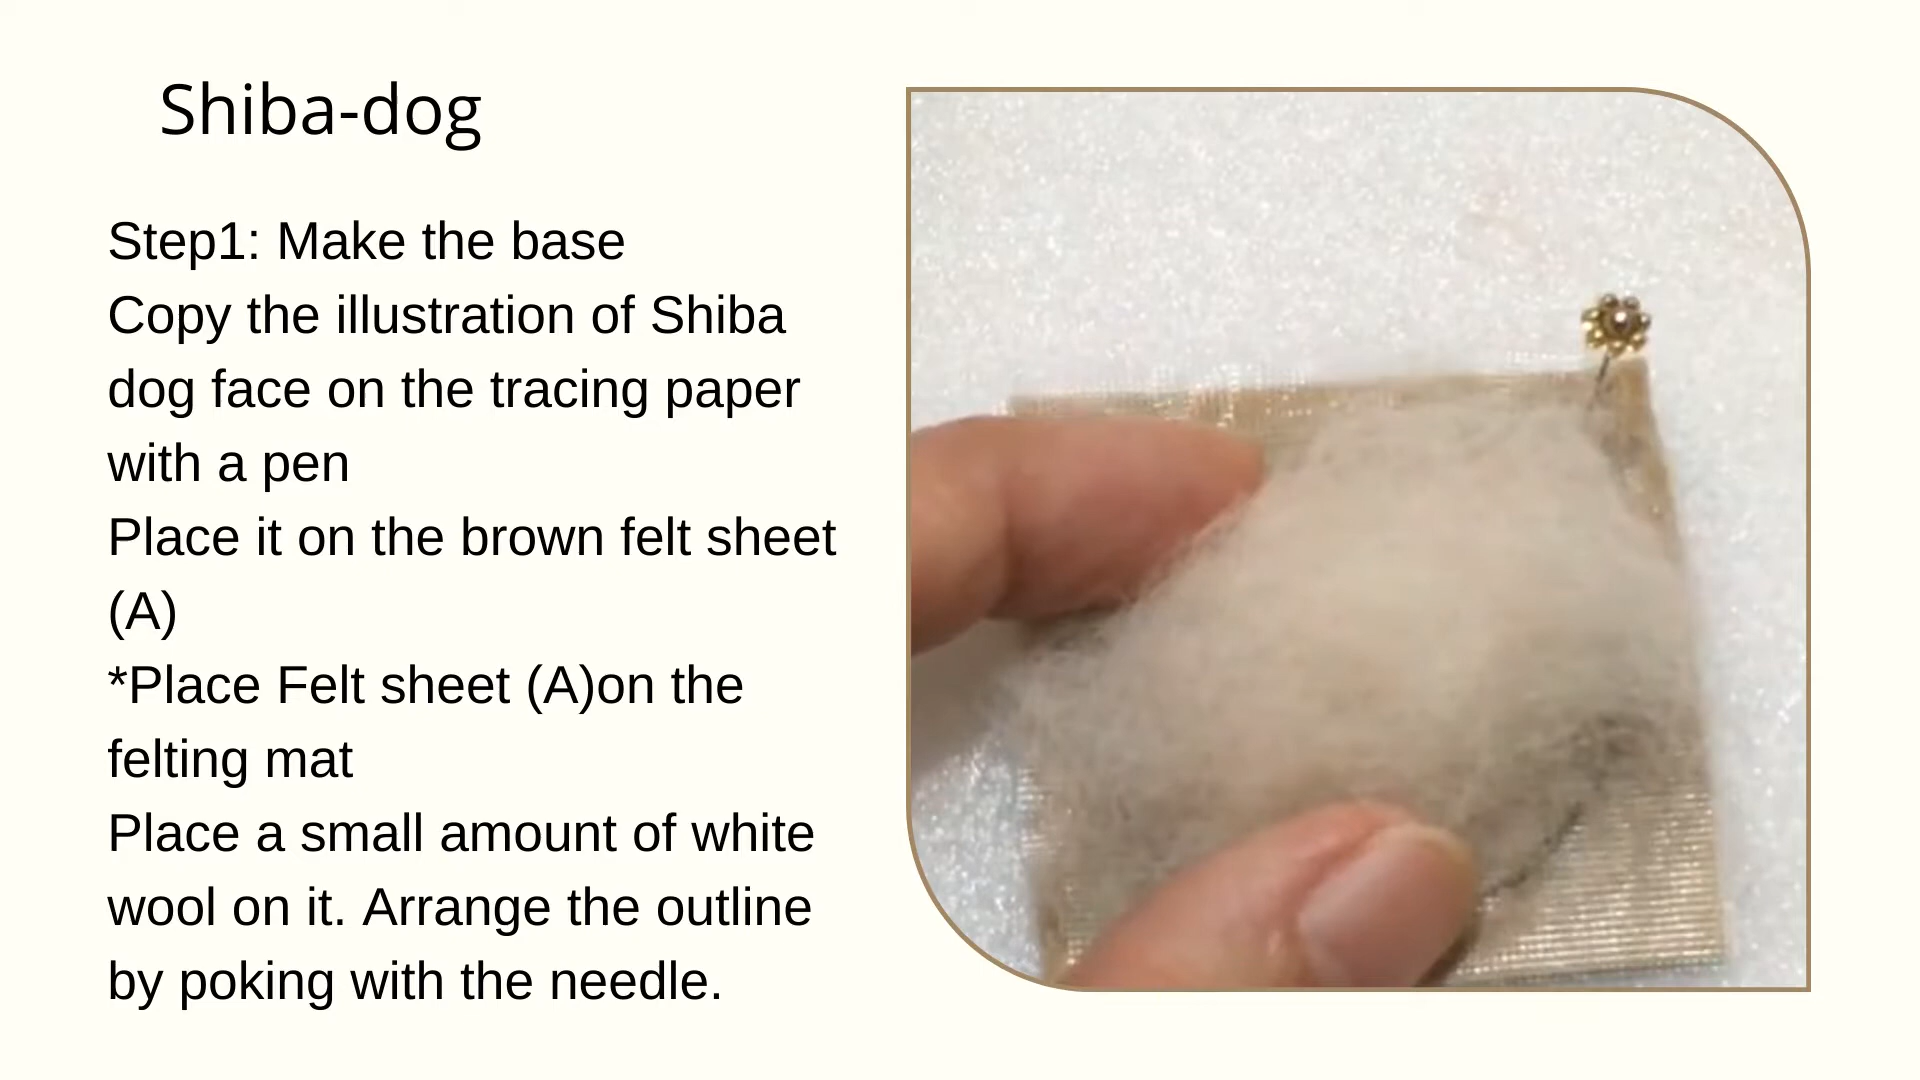 Shiba-dog
Step1: Make the base
Copy the illustration of Shiba
dog face on the tracing paper
with a pen
Place it on the brown felt sheet
(A)
*Place Felt sheet (A)on the
felting mat
Place a small amount of white
wool on it. Arrange the outline
by poking with the needle.